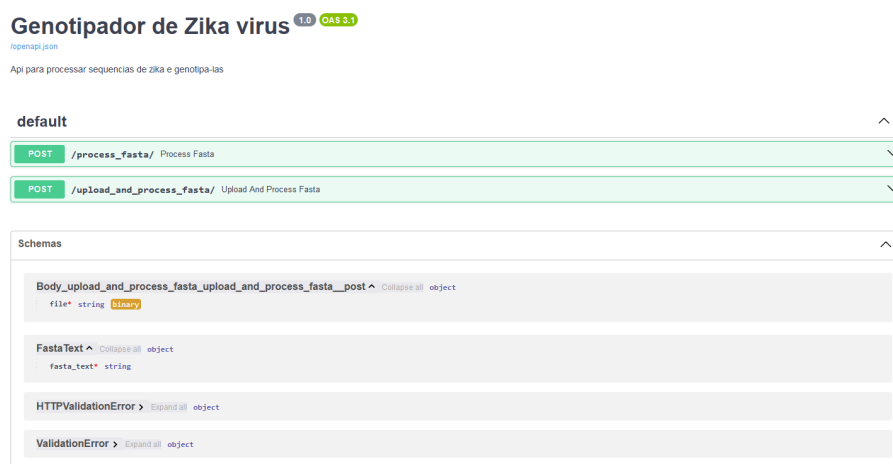 Genotipador de Zika virus 1.0 OAS 3.1
/openapi.json
Api para processar sequencias de zika e genotipa-las
default
POST /process_fasta/ Process Fasta
POST /upload_and_process_fasta/ Upload And Process Fasta
Schemas
Body_upload_and_process_fasta_upload_and_process_fasta__post Collapse all object
file* string binary
FastaText Collapse all object
fasta_text* string
HTTPValidationError Expand all object
ValidationError Expand all object